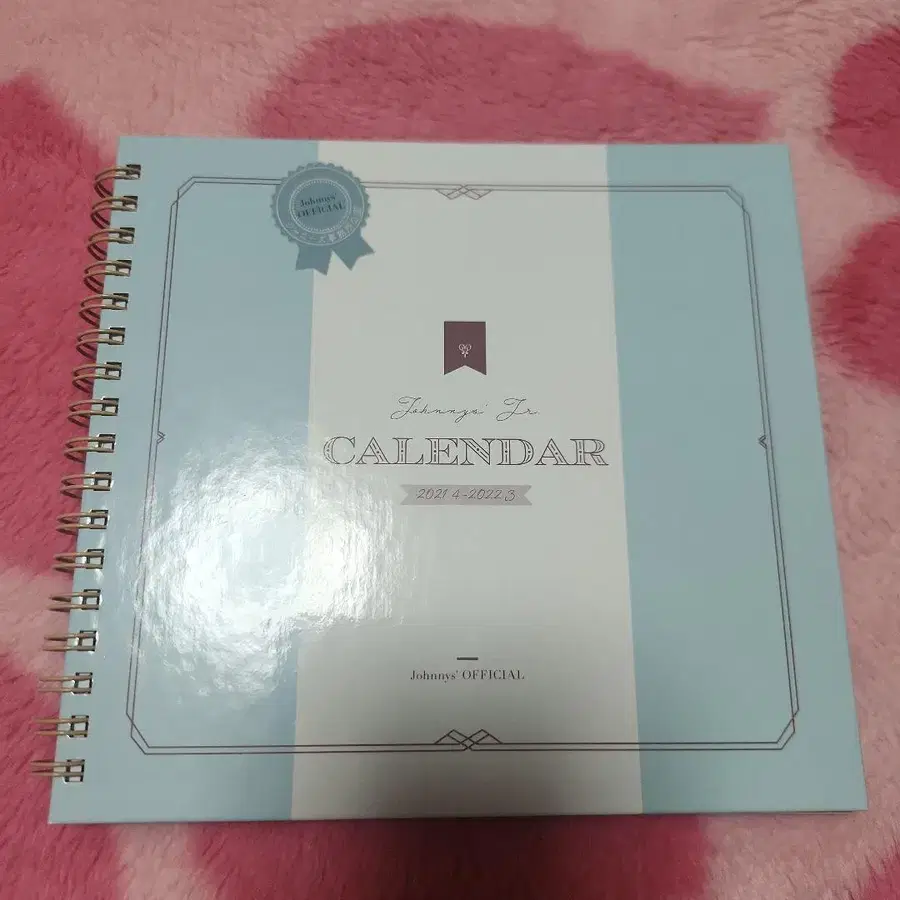 Johnnys'
OFFICIAL
Johnnys' Jr.
CALENDAR
2021.4-2022.3
Johnnys' OFFICIAL